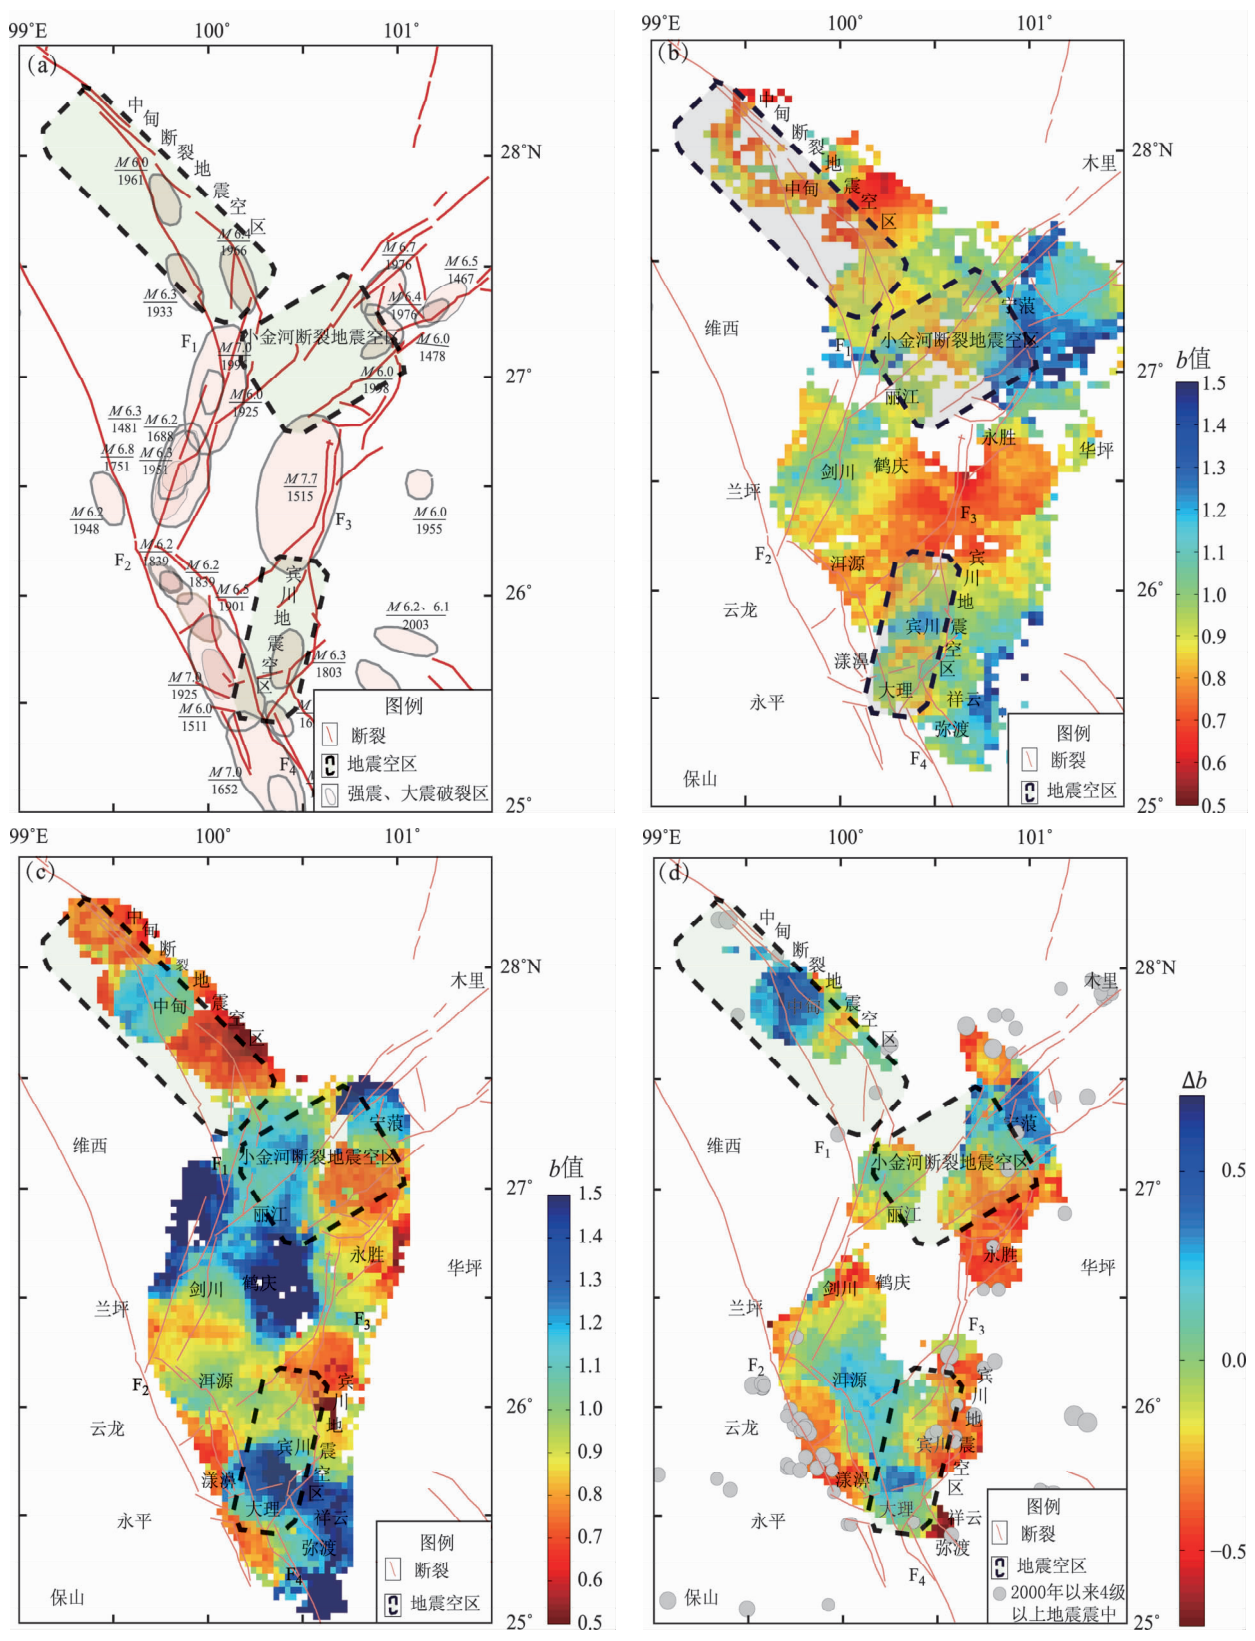 99°E 100° 101°
(a)
中甸断裂地震空区
M 6.0
1961
M 6.4
1966
M 6.3
1933
M 6.7
1976
M 6.5
1467
M 6.4
1976
小金河断裂地震空区
M 6.0
1478
F1
M 7.0
M 6.0
1998
M 6.0
1925
M 6.3
1481
M 6.2
1688
M 6.8
1751
M 6.3
1951
M 7.7
1515
M 6.2
1948
M 6.0
1955
F3
F2
M 6.2
1839
M 6.2
1839
M 6.5
1901
宾川地震空区
M 6.2、6.1
2003
M 6.3
1803
M 7.0
1925
M 6.0
1511
M 7.0
1652
F4
28°N
27°
26°
25°
图例
断裂
地震空区
强震、大震破裂区
99°E 100° 101°
(b)
中甸断裂地震空区
木里
中甸
28°N
宁蒗
维西
F1
小金河断裂地震空区
丽江
27°
永胜
华坪
鹤庆
剑川
兰坪
F3
F2
洱源
宾川地震空区
26°
云龙
宾川
漾濞
大理
祥云
永平
弥渡
F4
保山
25°
图例
断裂
地震空区
b值
1.5
1.4
1.3
1.2
1.1
1.0
0.9
0.8
0.7
0.6
0.5
99°E 100° 101°
(c)
中甸断裂地震空区
28°N
木里
中甸
宁蒗
维西
F1
小金河断裂地震空区
27°
丽江
永胜
鹤庆
华坪
剑川
兰坪
F3
F2
洱源
宾川地震空区
26°
云龙
宾川
漾濞
大理
祥云
永平
弥渡
F4
保山
25°
图例
断裂
地震空区
b值
1.5
1.4
1.3
1.2
1.1
1.0
0.9
0.8
0.7
0.6
0.5
99°E 100° 101°
(d)
中甸断裂地震空区
28°N
木里
中甸
宁蒗
维西
F1
小金河断裂地震空区
27°
丽江
永胜
鹤庆
华坪
剑川
兰坪
F3
F2
洱源
宾川地震空区
26°
云龙
宾川
漾濞
大理
祥云
永平
弥渡
F4
保山
25°
图例
断裂
地震空区
2000年以来4级
以上地震震中
Δb
0.5
0.0
−0.5